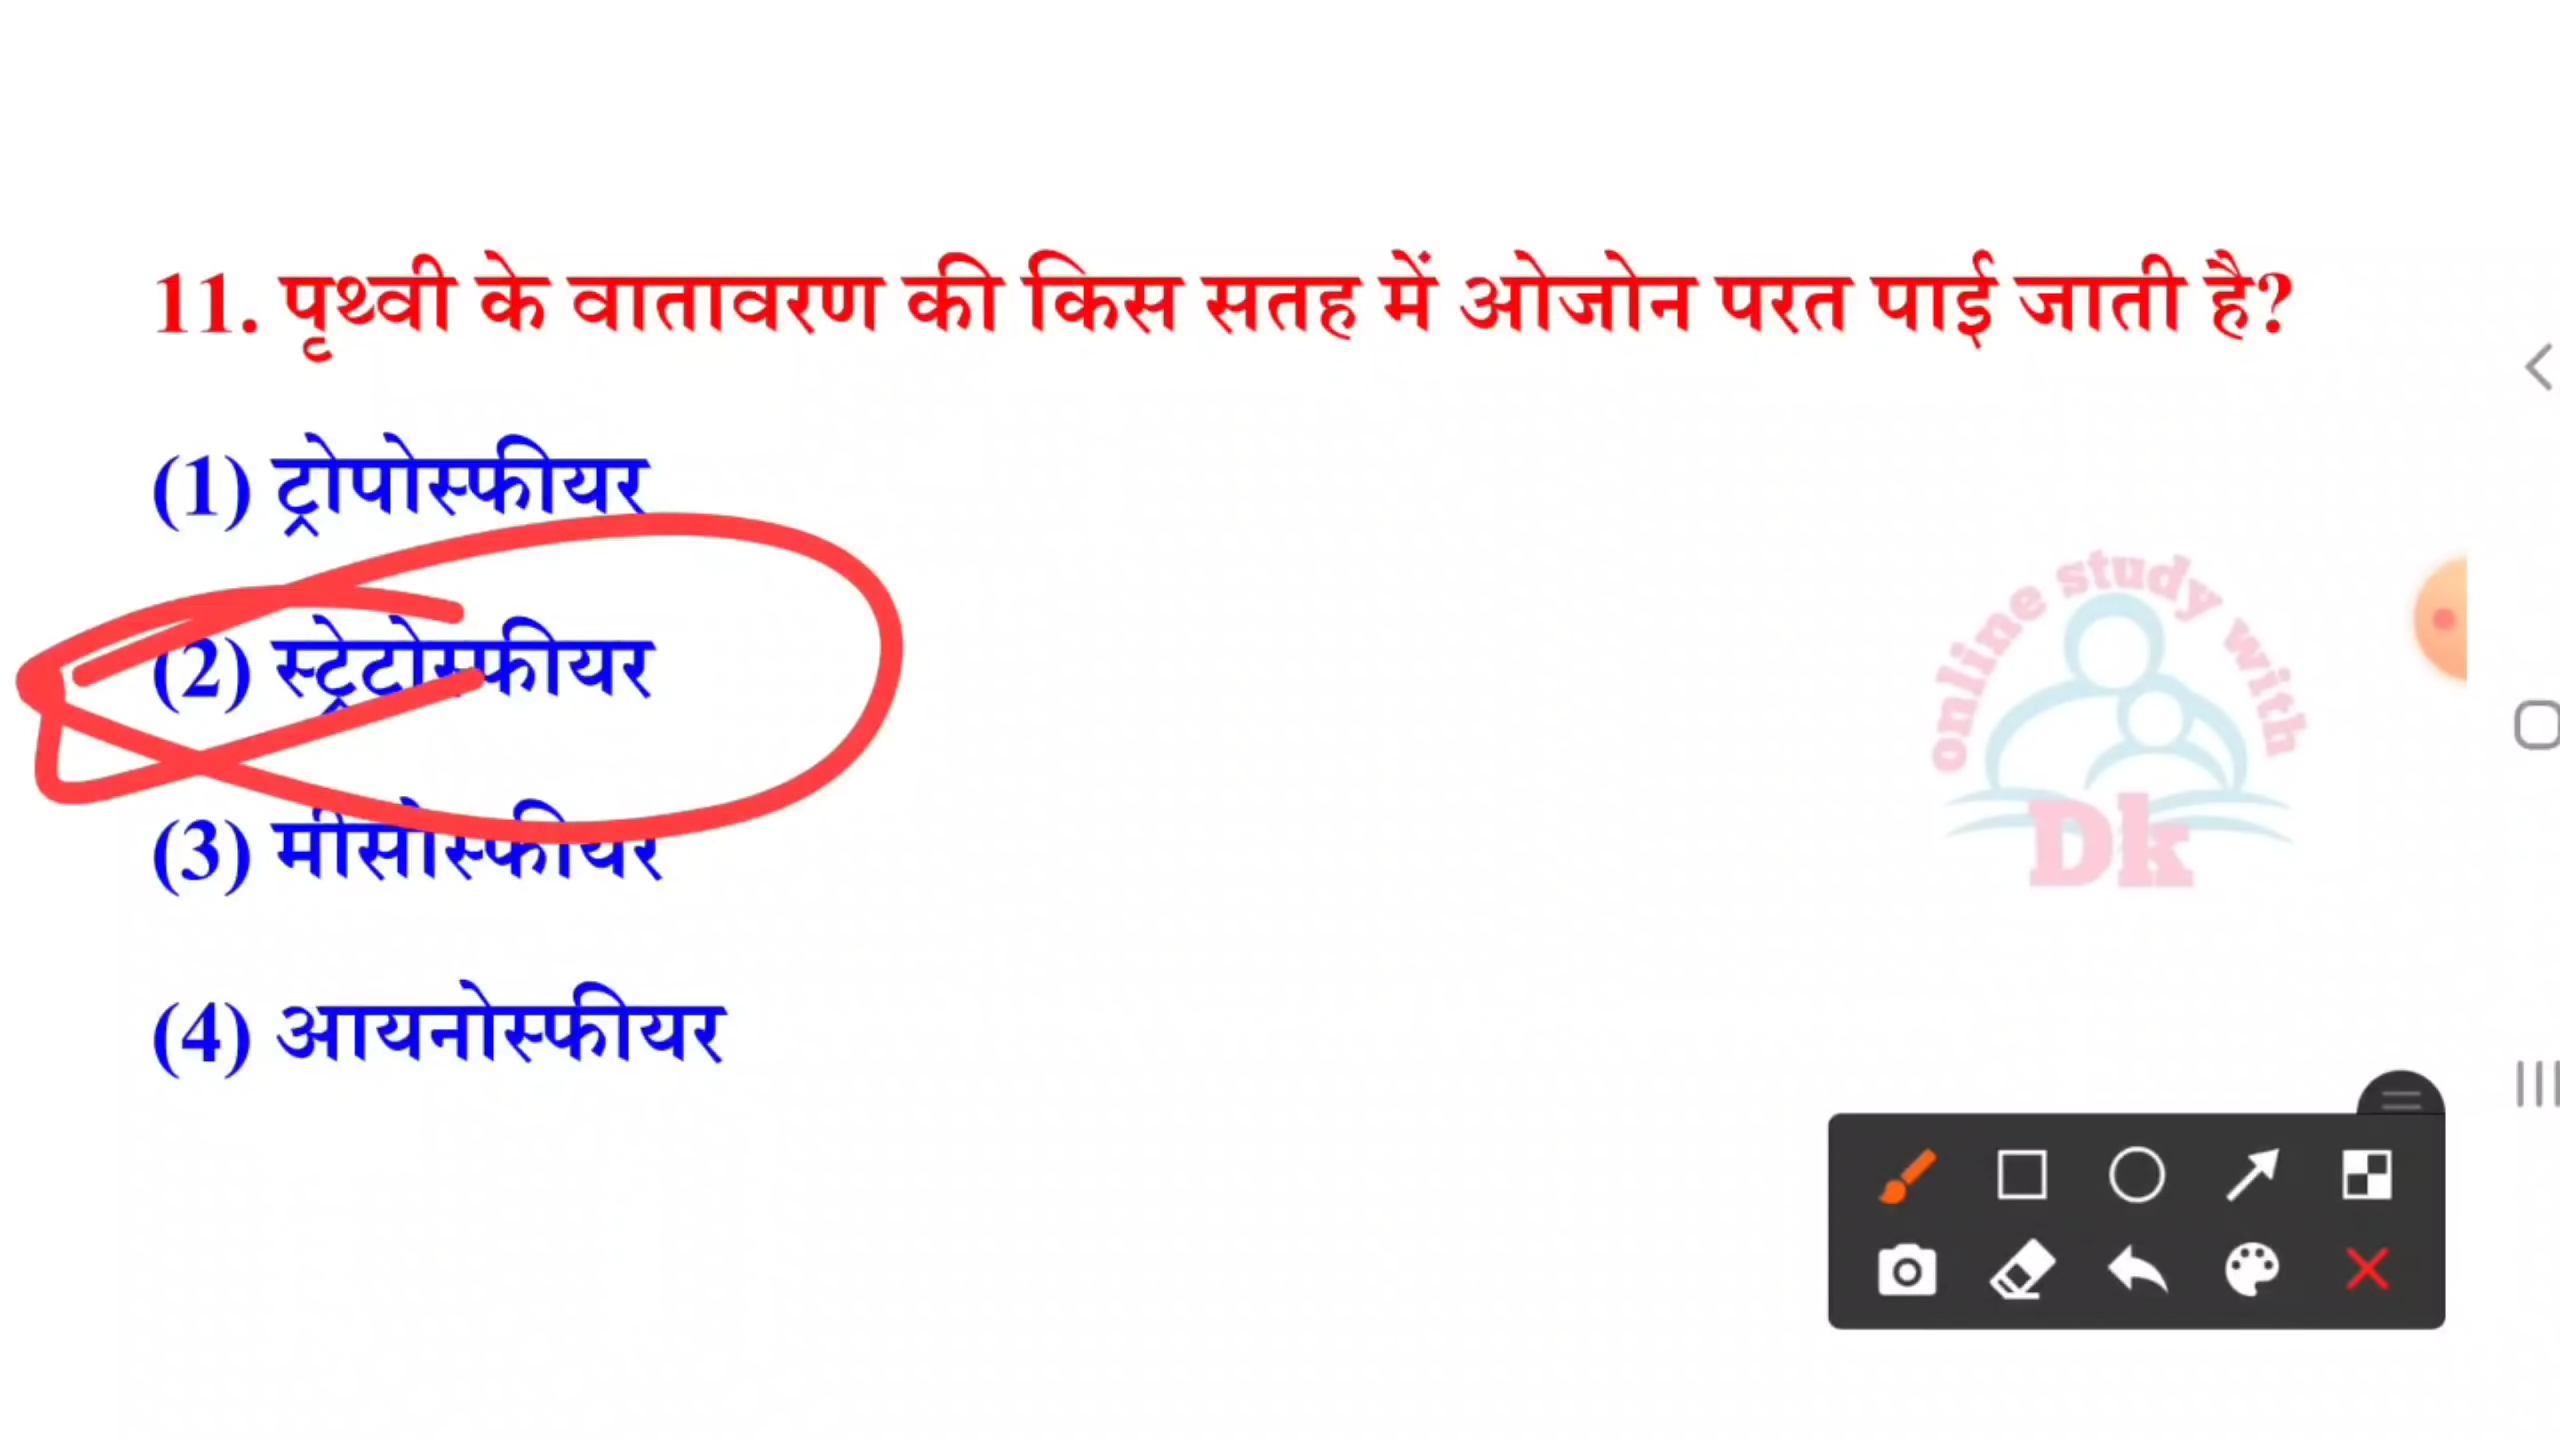 11. पृथ्वी के वातावरण की किस सतह में ओजोन परत पाई जाती है?
(1) ट्रोपोस्फीयर
(2) स्ट्रेटोस्फीयर
(3) मीसोस्फीयर
(4) आयनोस्फीयर
online study with
Dk